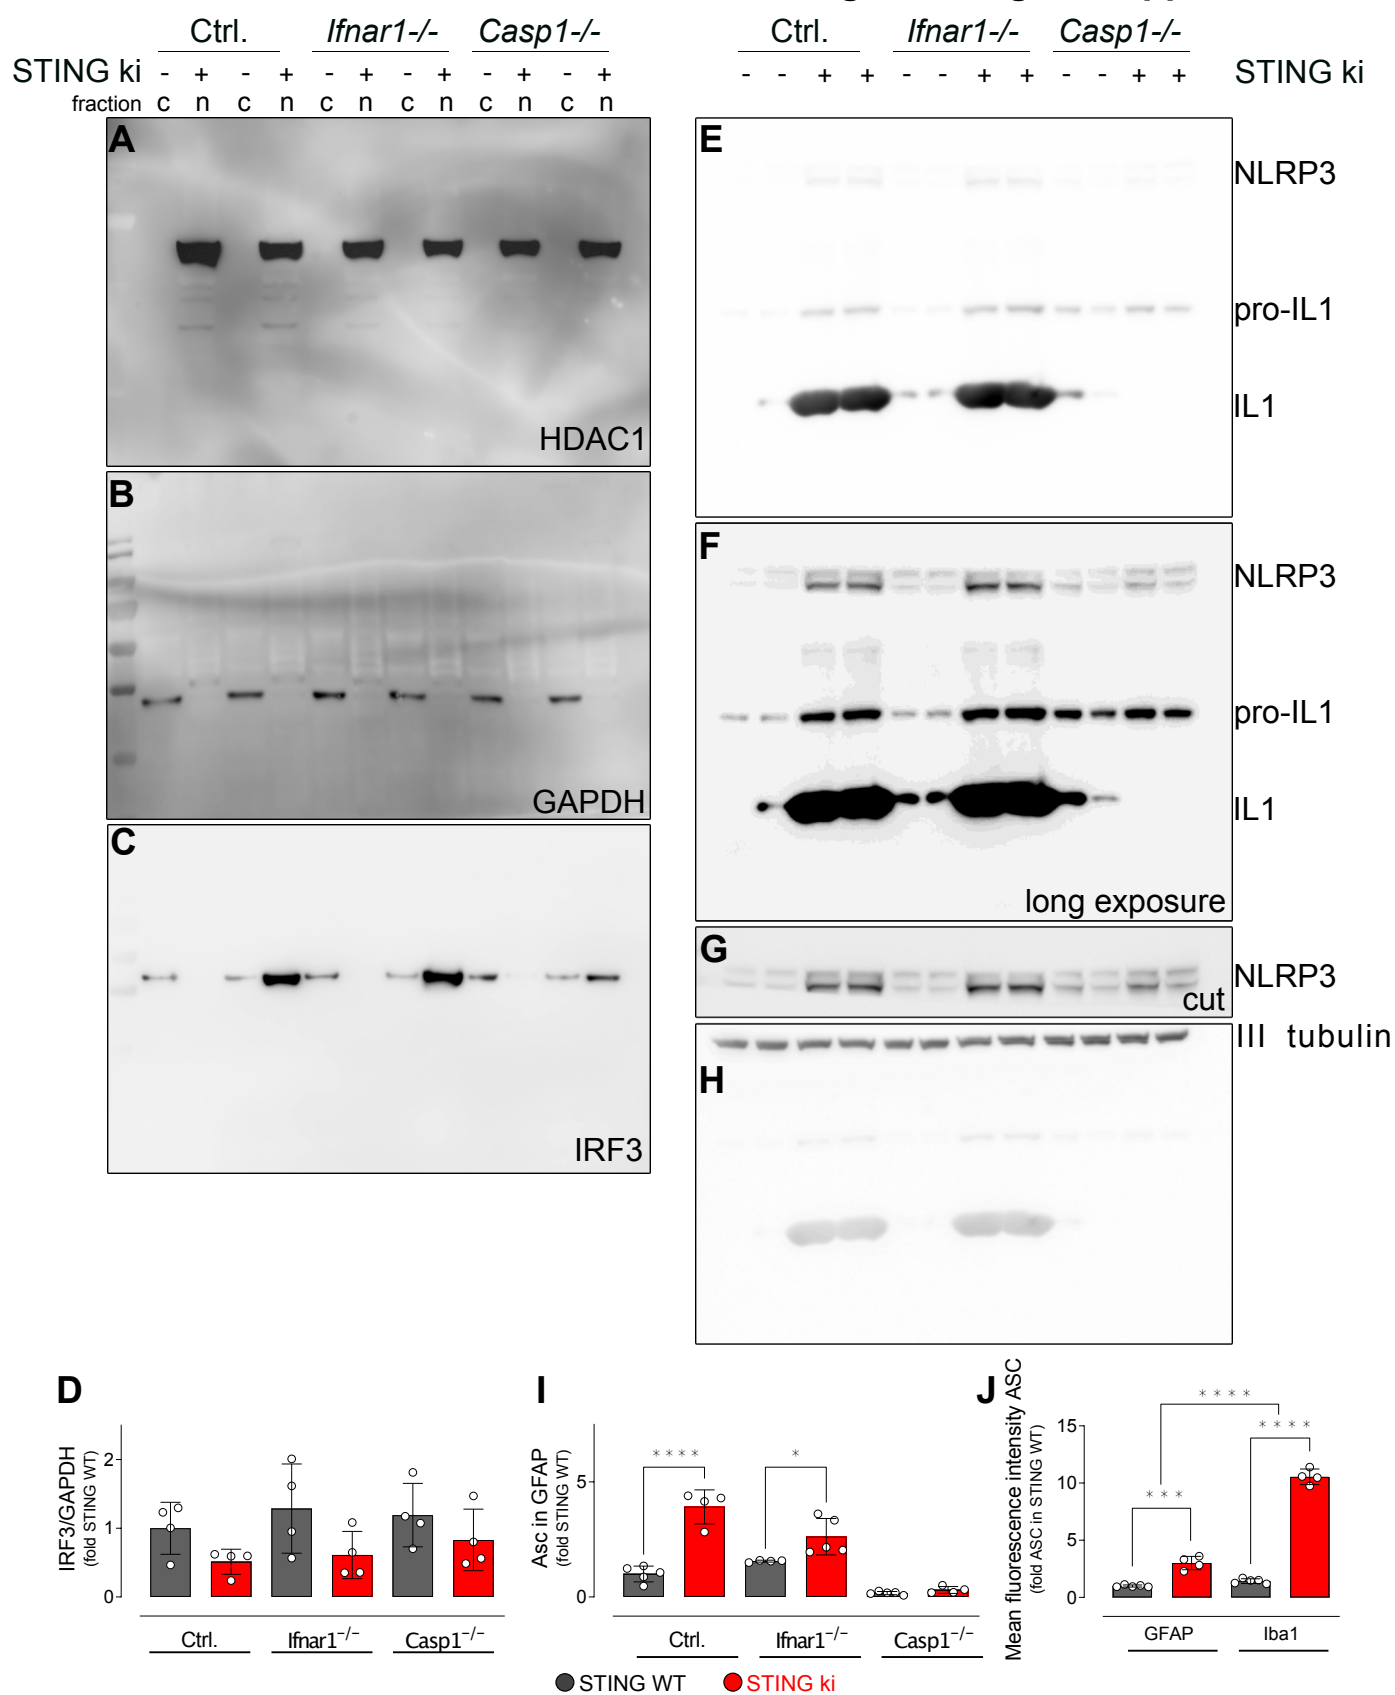 Ctrl. Ifnar1-/- Casp1-/-
STING ki - + - + - + - + - + - +
fraction c n c n c n c n c n c n
A
HDAC1
B
GAPDH
C
IRF3
Ctrl. Ifnar1-/- Casp1-/-
- - + + - - + + - - + + STING ki
E
NLRP3
pro-IL1
IL1
F
NLRP3
pro-IL1
IL1
long exposure
G
NLRP3
cut
III tubulin
H
D
IRF3/GAPDH
(fold STING WT)
2
1
0
Ctrl. Ifnar1−/− Casp1−/−
I
Asc in GFAP
(fold STING WT)
5
0
**** *
Ctrl. Ifnar1−/− Casp1−/−
STING WT STING ki
J
Mean fluorescence intensity ASC
(fold ASC in STING WT)
15
10
5
0
****
****
***
GFAP Iba1